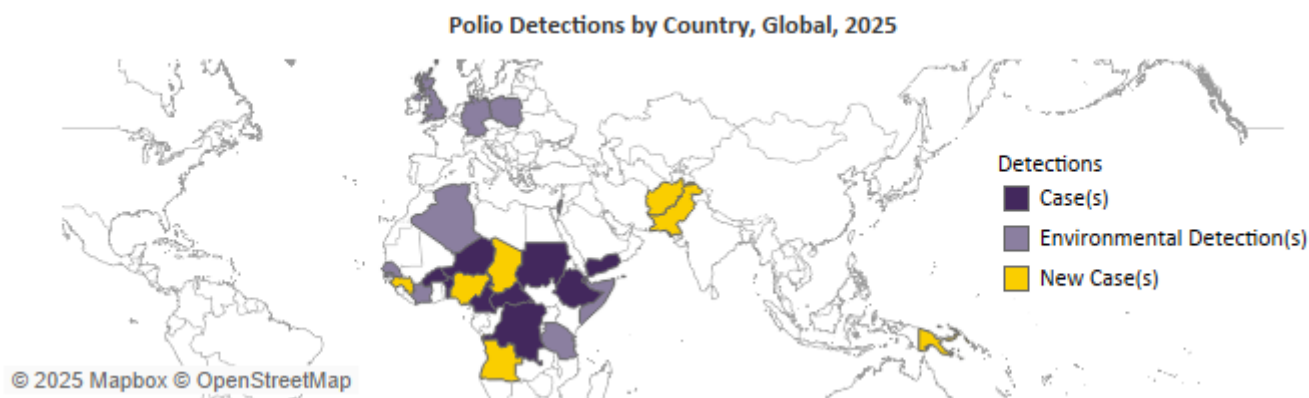 Polio Detections by Country, Global, 2025
Detections
Case(s)
Environmental Detection(s)
New Case(s)
© 2025 Mapbox © OpenStreetMap